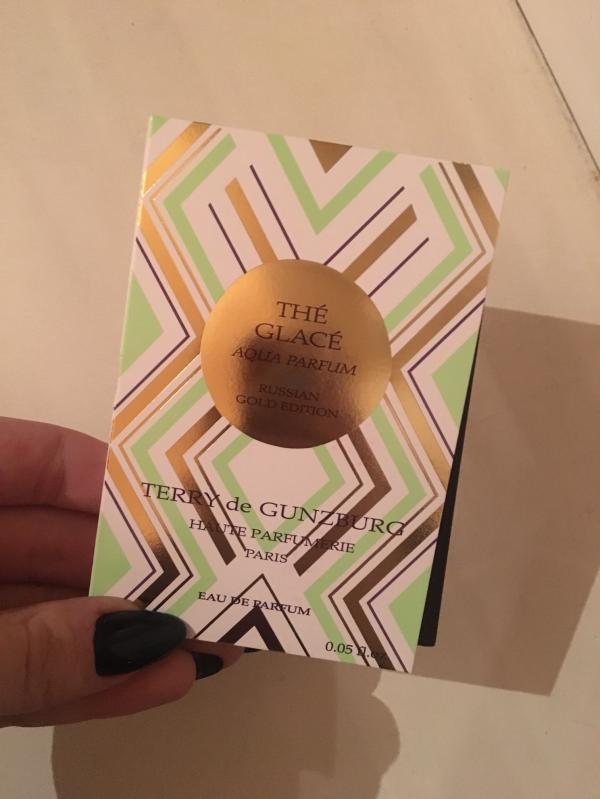 THÉ
GLACÉ
AQUA PARFUM
RUSSIAN
GOLD EDITION
TERRY de GUNZBURG
HAUTE PARFUMERIE
PARIS
EAU DE PARFUM
0.05 fl.oz